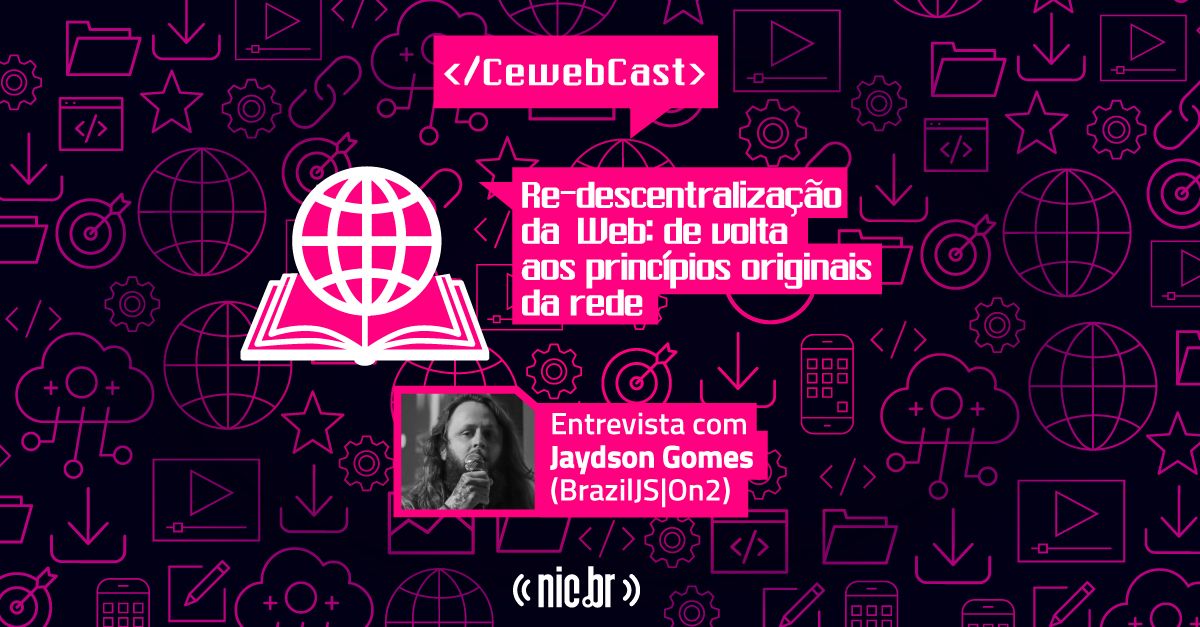 </CewebCast>
Re-descentralização
da Web: de volta
aos princípios originais
da rede
Entrevista com
Jaydson Gomes
(BrazilJS|On2)
nic.br